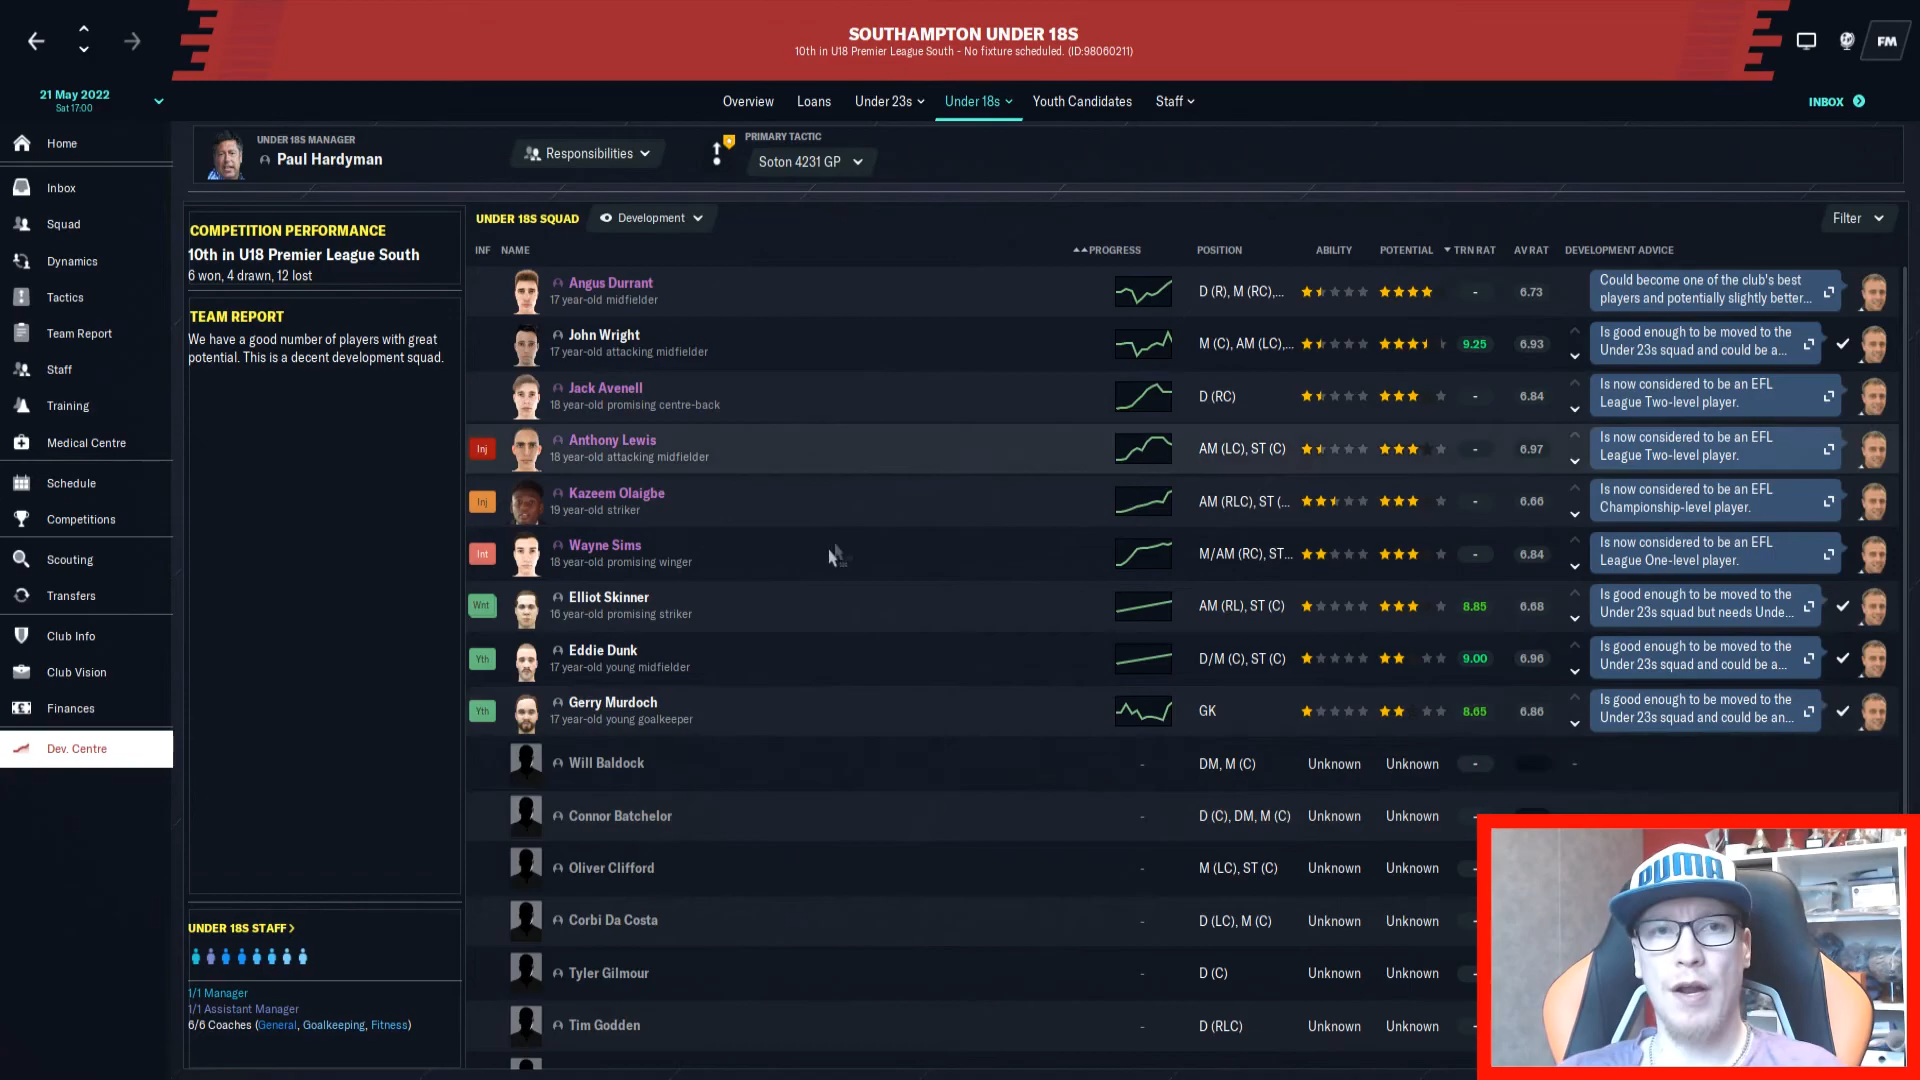 SOUTHAMPTON UNDER 18S
10th in U18 Premier League South - No fixture scheduled. (ID:98060211)
FM
21 May 2022
Sat 17:00
Overview
Loans
Under 23s
Under 18s
Youth Candidates
Staff
INBOX
Home
Inbox
Squad
Dynamics
Tactics
Team Report
Staff
Training
Medical Centre
Schedule
Competitions
Scouting
Transfers
Club Info
Club Vision
Finances
Dev. Centre
UNDER 18S MANAGER
Paul Hardyman
Responsibilities
PRIMARY TACTIC
Soton 4231 GP
COMPETITION PERFORMANCE
10th in U18 Premier League South
6 won, 4 drawn, 12 lost
TEAM REPORT
We have a good number of players with great
potential. This is a decent development squad.
UNDER 18S STAFF >
1/1 Manager
1/1 Assistant Manager
6/6 Coaches (General, Goalkeeping, Fitness)
UNDER 18S SQUAD
Development
Filter
INF NAME PROGRESS POSITION ABILITY POTENTIAL TRN RAT AV RAT DEVELOPMENT ADVICE
Angus Durrant
17 year-old midfielder
D (R), M (RC),...
-
6.73
Could become one of the club's best
players and potentially slightly better...
John Wright
17 year-old attacking midfielder
M (C), AM (LC),...
9.25
6.93
Is good enough to be moved to the
Under 23s squad and could be a...
Jack Avenell
18 year-old promising centre-back
D (RC)
-
6.84
Is now considered to be an EFL
League Two-level player.
Inj
Anthony Lewis
18 year-old attacking midfielder
AM (LC), ST (C)
-
6.97
Is now considered to be an EFL
League Two-level player.
Inj
Kazeem Olaigbe
19 year-old striker
AM (RLC), ST (...
-
6.66
Is now considered to be an EFL
Championship-level player.
Int
Wayne Sims
18 year-old promising winger
M/AM (RC), ST...
-
6.84
Is now considered to be an EFL
League One-level player.
Wnt
Elliot Skinner
16 year-old promising striker
AM (RL), ST (C)
8.85
6.68
Is good enough to be moved to the
Under 23s squad but needs Unde...
Yth
Eddie Dunk
17 year-old young midfielder
D/M (C), ST (C)
9.00
6.96
Is good enough to be moved to the
Under 23s squad and could be a...
Yth
Gerry Murdoch
17 year-old young goalkeeper
GK
8.65
6.86
Is good enough to be moved to the
Under 23s squad and could be an...
Will Baldock - DM, M (C) Unknown Unknown - -
Connor Batchelor - D (C), DM, M (C) Unknown Unknown -
Oliver Clifford - M (LC), ST (C) Unknown Unknown -
Corbi Da Costa - D (LC), M (C) Unknown Unknown -
Tyler Gilmour - D (C) Unknown Unknown -
Tim Godden - D (RLC) Unknown Unknown -
PUMA